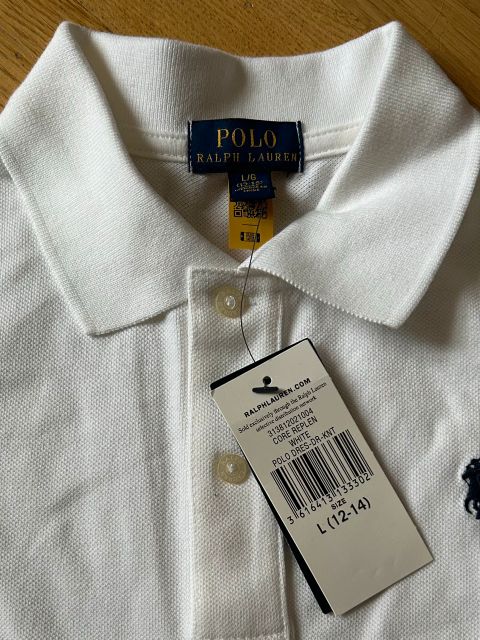 POLO
RALPH LAUREN
L/G
RALPHLAUREN.COM
Sold exclusively through the Ralph Lauren
selective distribution network
313812021004
CORE REPLEN
WHITE
POLO DRES-DR-KNT
3 616413 133302
SIZE
L (12-14)